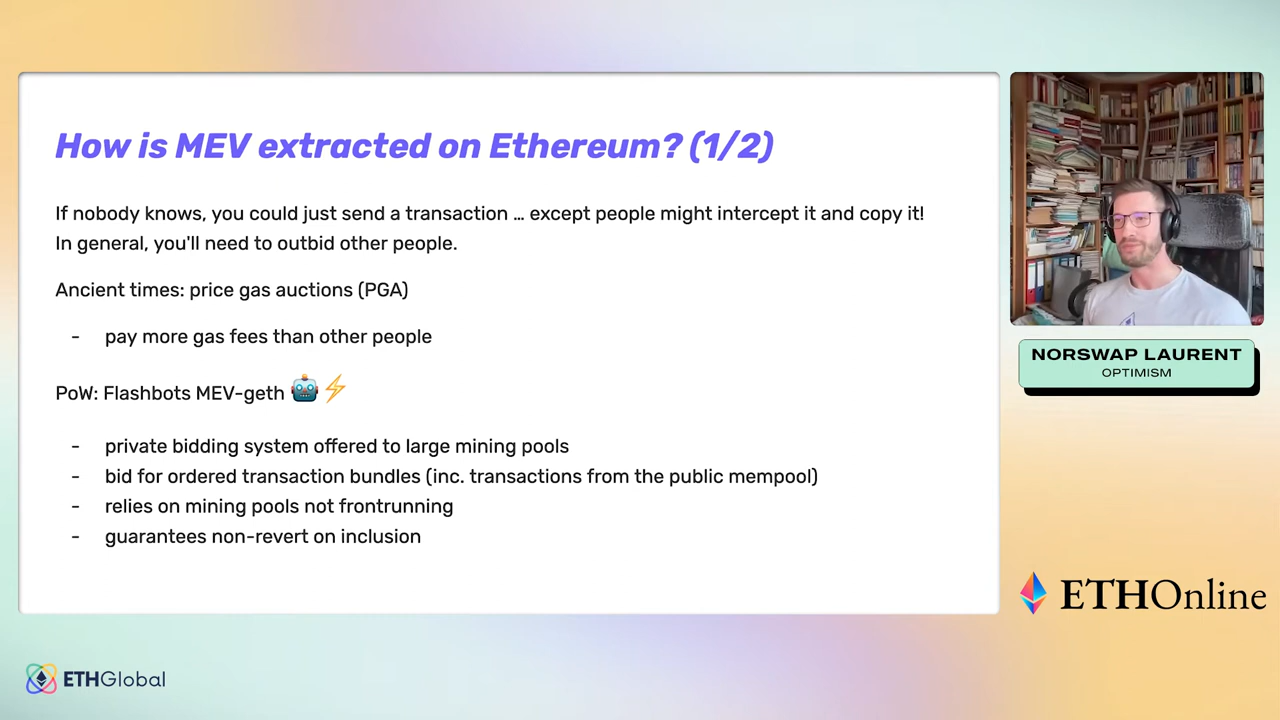 How is MEV extracted on Ethereum? (1/2)
If nobody knows, you could just send a transaction … except people might intercept it and copy it!
In general, you'll need to outbid other people.
Ancient times: price gas auctions (PGA)
- pay more gas fees than other people
PoW: Flashbots MEV-geth 🤖⚡
- private bidding system offered to large mining pools
- bid for ordered transaction bundles (inc. transactions from the public mempool)
- relies on mining pools not frontrunning
- guarantees non-revert on inclusion
NORSWAP LAURENT
OPTIMISM
ETHOnline
ETHGlobal